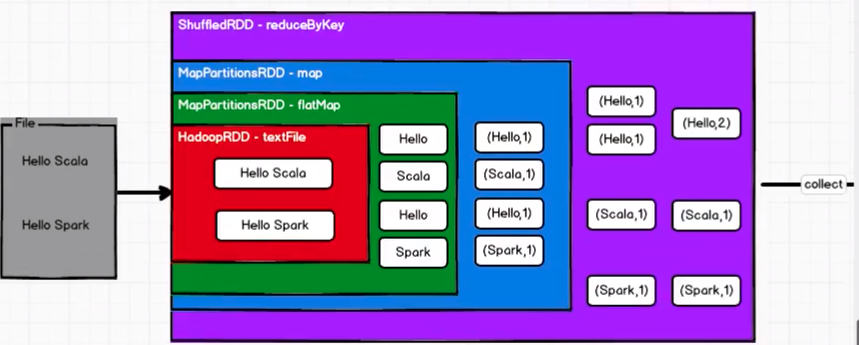 ShuffledRDD - reduceByKey
MapPartitionsRDD - map
MapPartitionsRDD - flatMap
HadoopRDD - textFile
File
Hello Scala
Hello Spark
Hello Scala
Hello Spark
Hello
Scala
Hello
Spark
(Hello,1)
(Scala,1)
(Hello,1)
(Spark,1)
(Hello,1)
(Hello,1)
(Scala,1)
(Spark,1)
(Hello,2)
(Scala,1)
(Spark,1)
collect